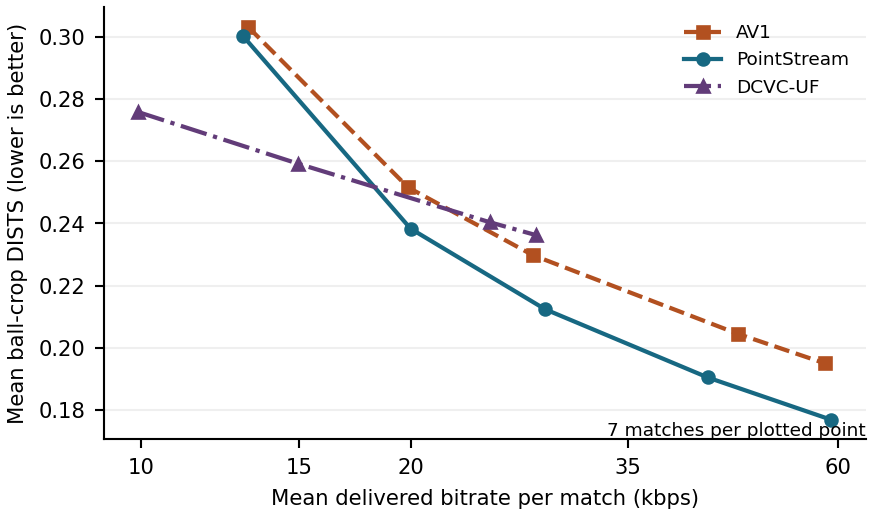 Mean ball-crop DISTS (lower is better)
0.30
0.28
0.26
0.24
0.22
0.20
0.18
AV1
PointStream
DCVC-UF
7 matches per plotted point
10 15 20 35 60
Mean delivered bitrate per match (kbps)